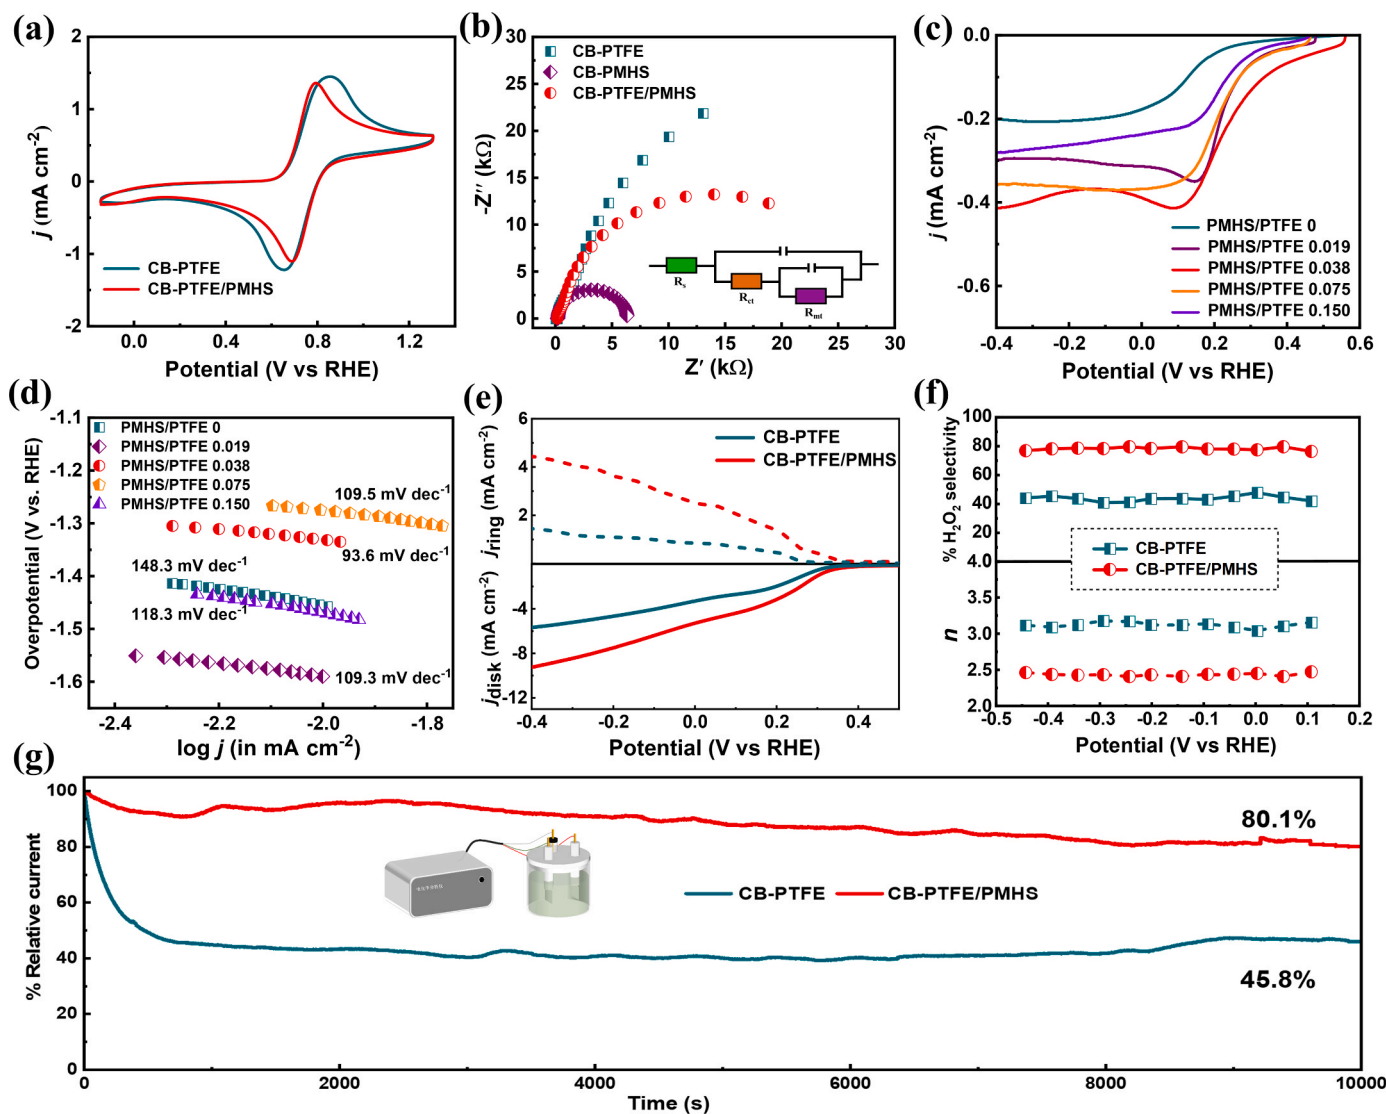 (a)
2
1
0
-1
-2
j (mA cm-2)
CB-PTFE
CB-PTFE/PMHS
0.0
0.4
0.8
1.2
Potential (V vs RHE)
(b)
-30
-25
-20
-15
-10
-5
0
-Z'' (kΩ)
CB-PTFE
CB-PMHS
CB-PTFE/PMHS
Rs
Rct
Rmt
0
5
10
15
20
25
30
Z' (kΩ)
(c)
0.0
-0.2
-0.4
-0.6
j (mA cm-2)
PMHS/PTFE 0
PMHS/PTFE 0.019
PMHS/PTFE 0.038
PMHS/PTFE 0.075
PMHS/PTFE 0.150
-0.4
-0.2
0.0
0.2
0.4
0.6
Potential (V vs RHE)
(d)
-1.1
-1.2
-1.3
-1.4
-1.5
-1.6
Overpotential (V vs. RHE)
PMHS/PTFE 0
PMHS/PTFE 0.019
PMHS/PTFE 0.038
PMHS/PTFE 0.075
PMHS/PTFE 0.150
109.5 mV dec-1
93.6 mV dec-1
148.3 mV dec-1
118.3 mV dec-1
109.3 mV dec-1
-2.4
-2.2
-2.0
-1.8
log j (in mA cm-2)
(e)
6
4
2
-4
-8
-12
jring (mA cm-2)
jdisk (mA cm-2)
CB-PTFE
CB-PTFE/PMHS
-0.4
-0.2
0.0
0.2
0.4
Potential (V vs RHE)
(f)
100
80
60
40
20
4.0
3.5
3.0
2.5
2.0
% H2O2 selectivity
n
CB-PTFE
CB-PTFE/PMHS
-0.5
-0.4
-0.3
-0.2
-0.1
0.0
0.1
0.2
Potential (V vs RHE)
(g)
100
80
60
40
20
0
% Relative current
80.1%
CB-PTFE
CB-PTFE/PMHS
45.8%
0
2000
4000
6000
8000
10000
Time (s)